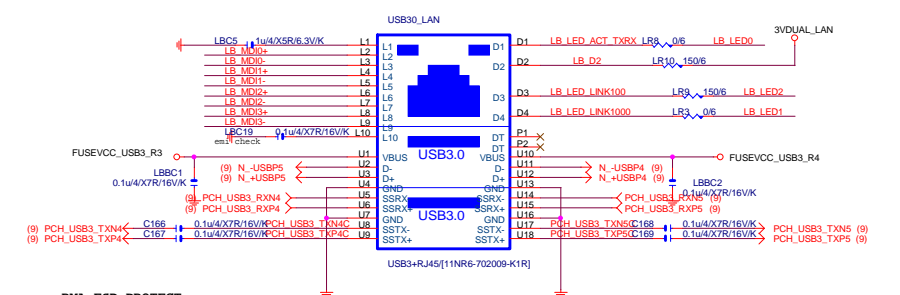 USB30_LAN
3VDUAL_LAN
LBC5 1u/4/X5R/6.3V/K L1 L1 D1 D1 LB_LED_ACT_TXRX LR8 0/6 LB_LED0
LB_MDI0+ L2 L2
LB_MDI0- L3 L3 D2 D2 LB_D2 LR10 150/6
LB_MDI1+ L4 L4
LB_MDI1- L5 L5
LB_MDI2+ L6 L6 D3 D3 LB_LED_LINK100 LR9 150/6 LB_LED2
LB_MDI2- L7 L7
LB_MDI3+ L8 L8 D4 D4 LB_LED_LINK1000 LR3 0/6 LB_LED1
LB_MDI3- L9 L9
LBC19 0.1u/4/X7R/16V/K L10 L10 DT P1
emi check
DT P2
FUSEVCC_USB3_R3 U1 VBUS USB3.0 VBUS U10 FUSEVCC_USB3_R4
(9) N_-USBP5 U2 D- D- U11 N_-USBP4 (9)
(9) N_+USBP5 U3 D+ D+ U12 N_+USBP4 (9)
LBBC1 U4 GND GND U13 LBBC2
0.1u/4/X7R/16V/K 0.1u/4/X7R/16V/K
(9) PCH_USB3_RXN4 U5 SSRX- SSRX- U14 PCH_USB3_RXN5 (9)
(9) PCH_USB3_RXP4 U6 SSRX+ SSRX+ U15 PCH_USB3_RXP5 (9)
U7 GND USB3.0 GND U16
(9) PCH_USB3_TXN4 C166 0.1u/4/X7R/16V/K PCH_USB3_TXN4C U8 SSTX- SSTX- U17 PCH_USB3_TXN5C C168 0.1u/4/X7R/16V/K PCH_USB3_TXN5 (9)
(9) PCH_USB3_TXP4 C167 0.1u/4/X7R/16V/K PCH_USB3_TXP4C U9 SSTX+ SSTX+ U18 PCH_USB3_TXP5C C169 0.1u/4/X7R/16V/K PCH_USB3_TXP5 (9)
USB3+RJ45/[11NR6-702009-K1R]